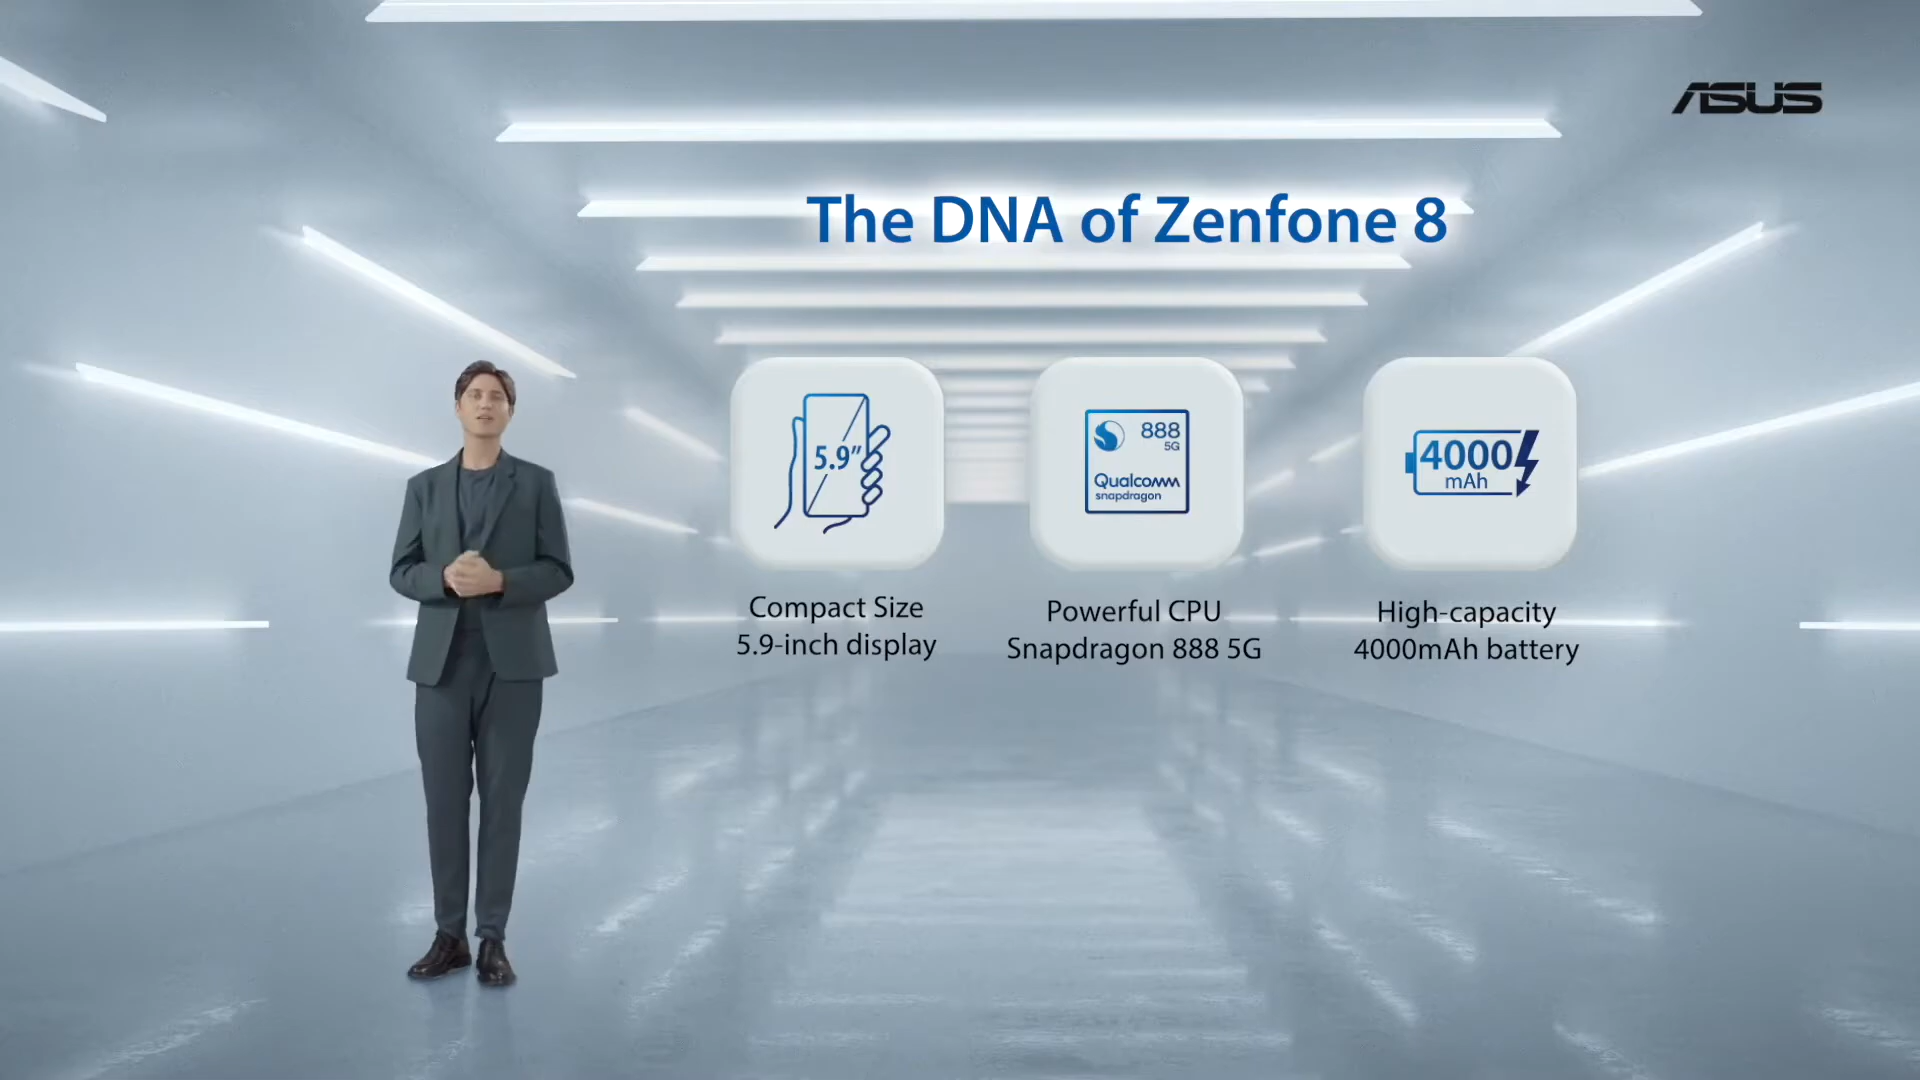 ASUS
The DNA of Zenfone 8
5.9"
888
5G
Qualcomm
snapdragon
4000
mAh
Compact Size
5.9-inch display
Powerful CPU
Snapdragon 888 5G
High-capacity
4000mAh battery